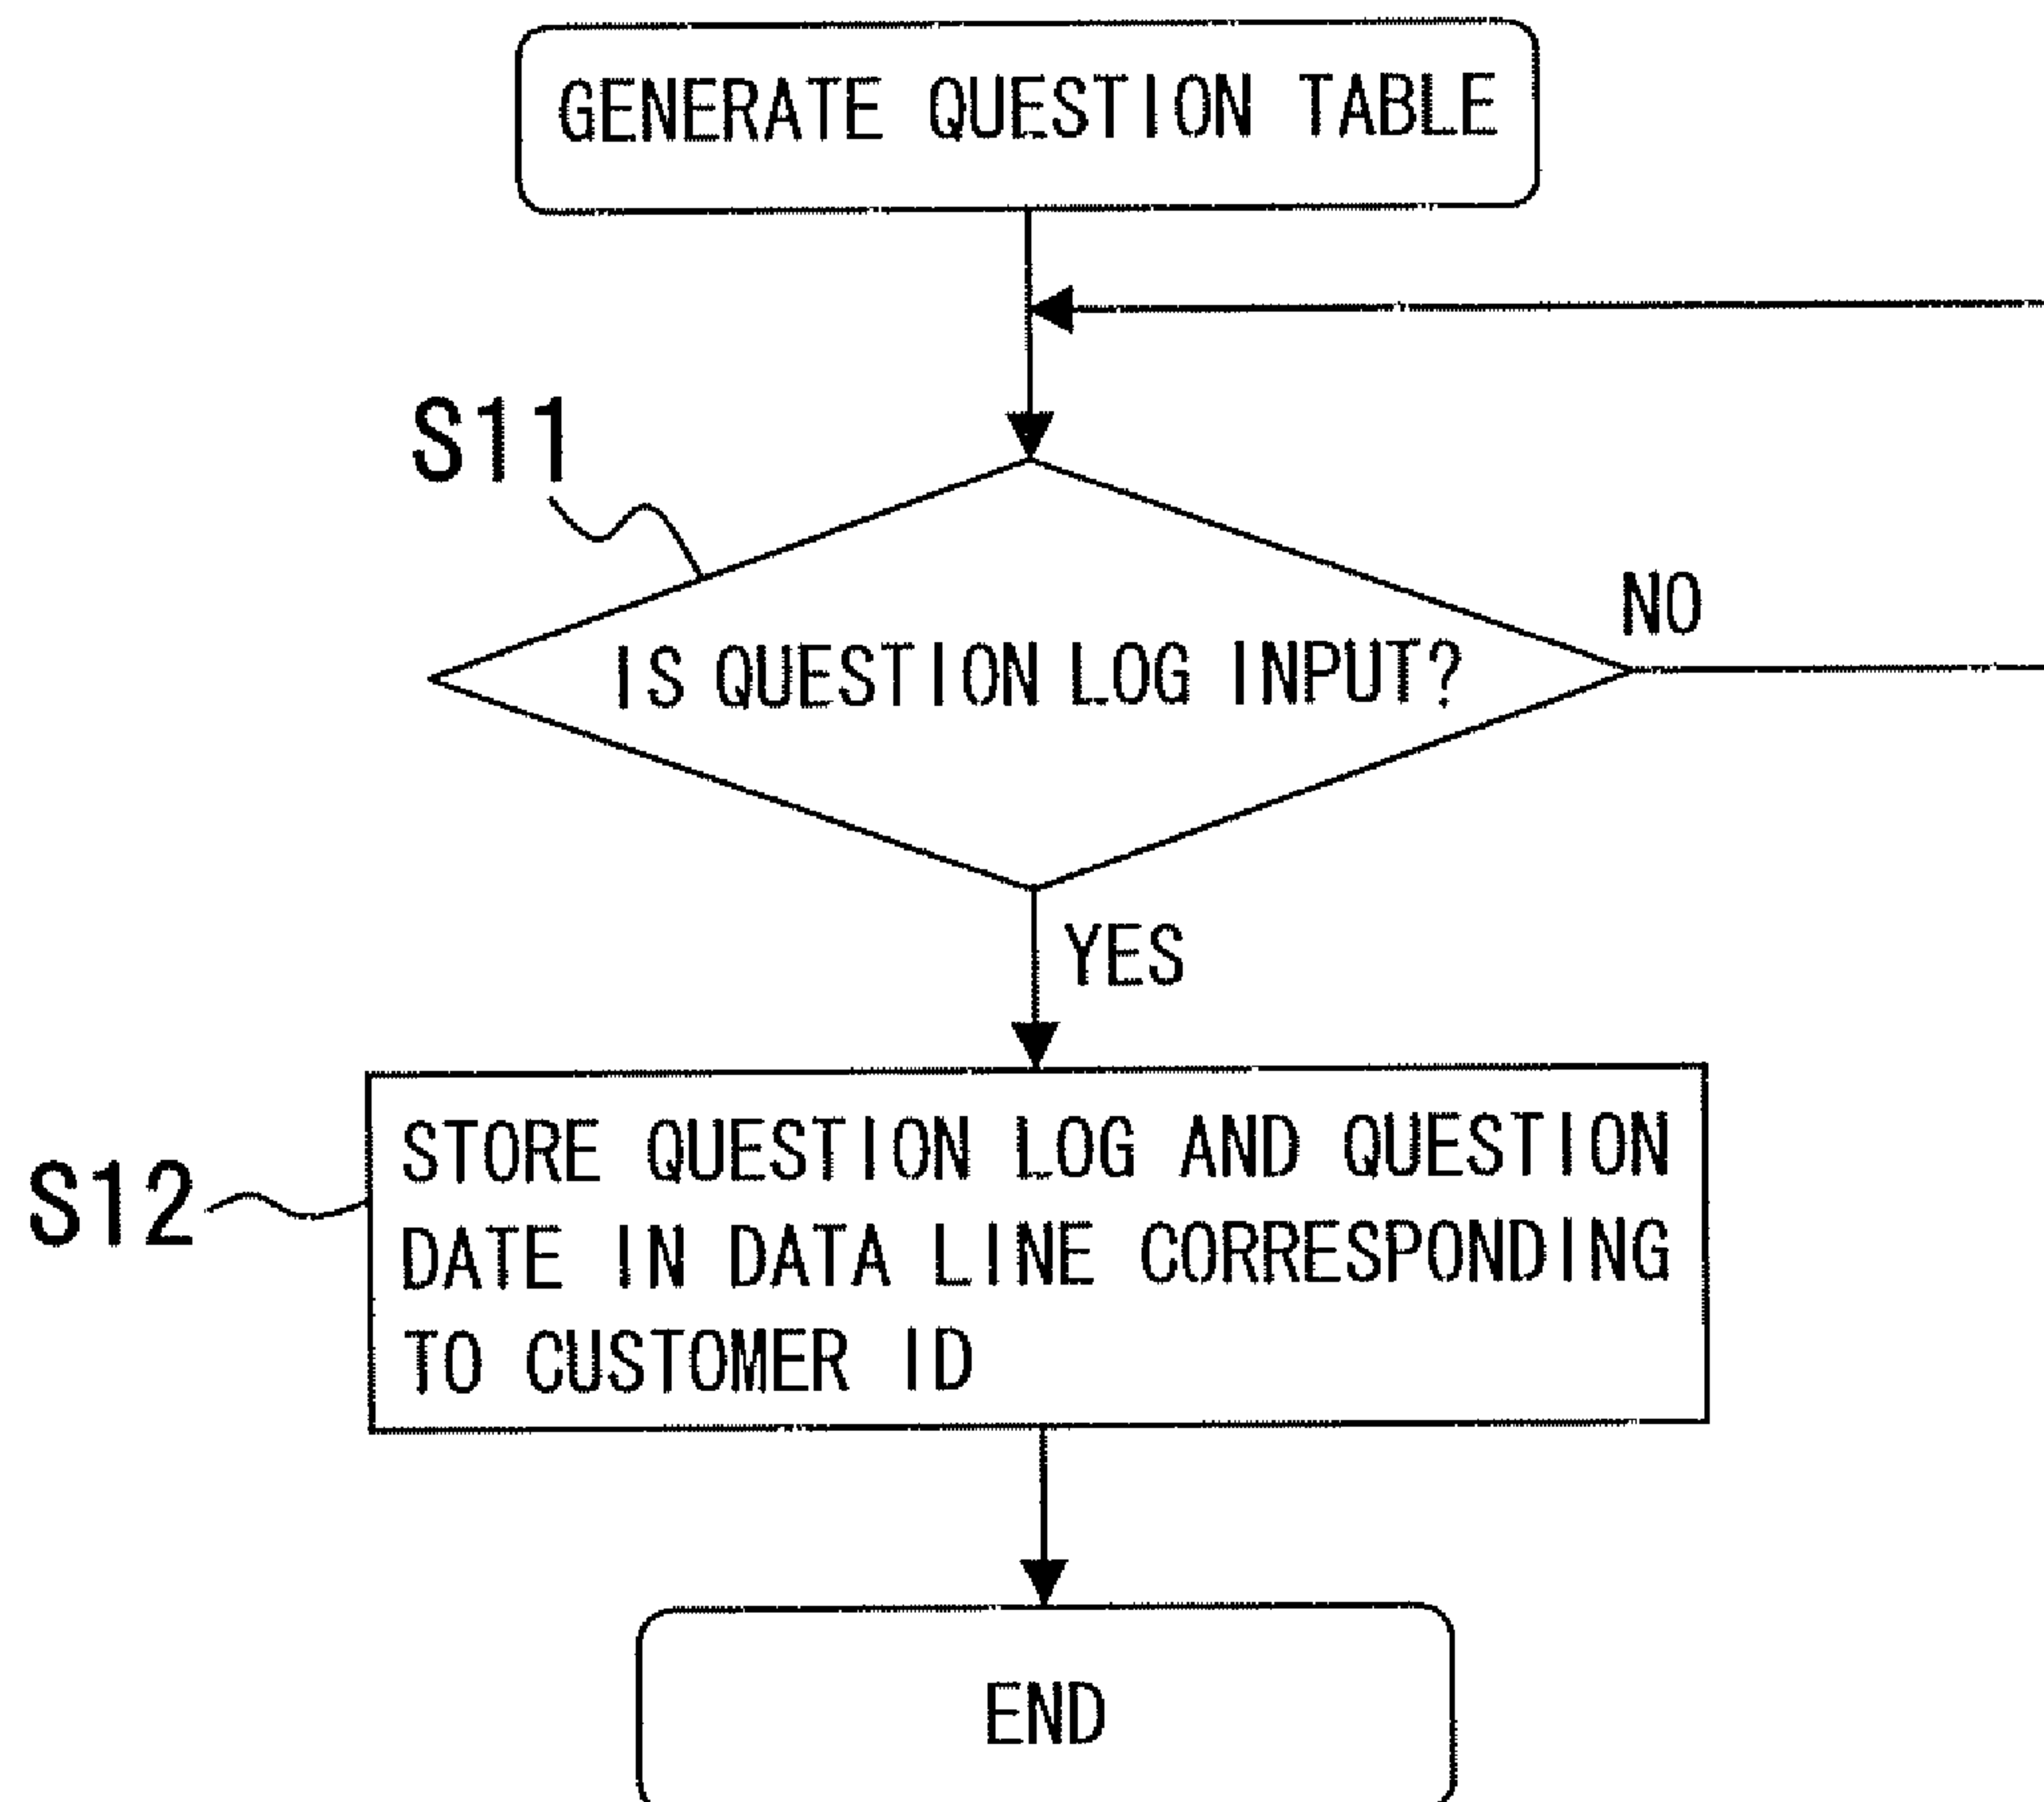 GENERATE QUESTION TABLE
S11
IS QUESTION LOG INPUT?
NO
YES
S12
STORE QUESTION LOG AND QUESTION
DATE IN DATA LINE CORRESPONDING
TO CUSTOMER ID
END